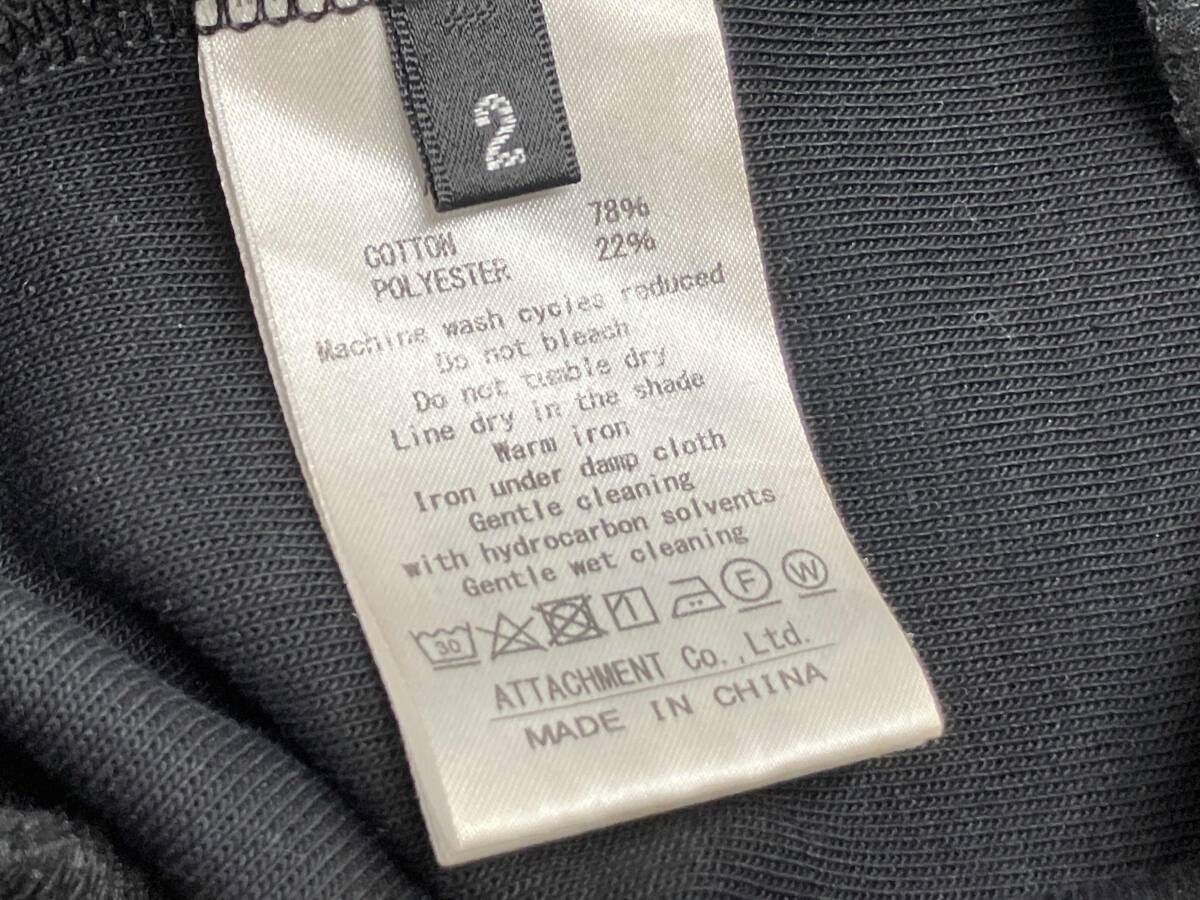 2
COTTON 78%
POLYESTER 22%
Machine wash cycles reduced
Do not bleach
Do not tumble dry
Line dry in the shade
Warm iron
Iron under damp cloth
Gentle cleaning
with hydrocarbon solvents
Gentle wet cleaning
30 F W
ATTACHMENT Co.,Ltd.
MADE IN CHINA